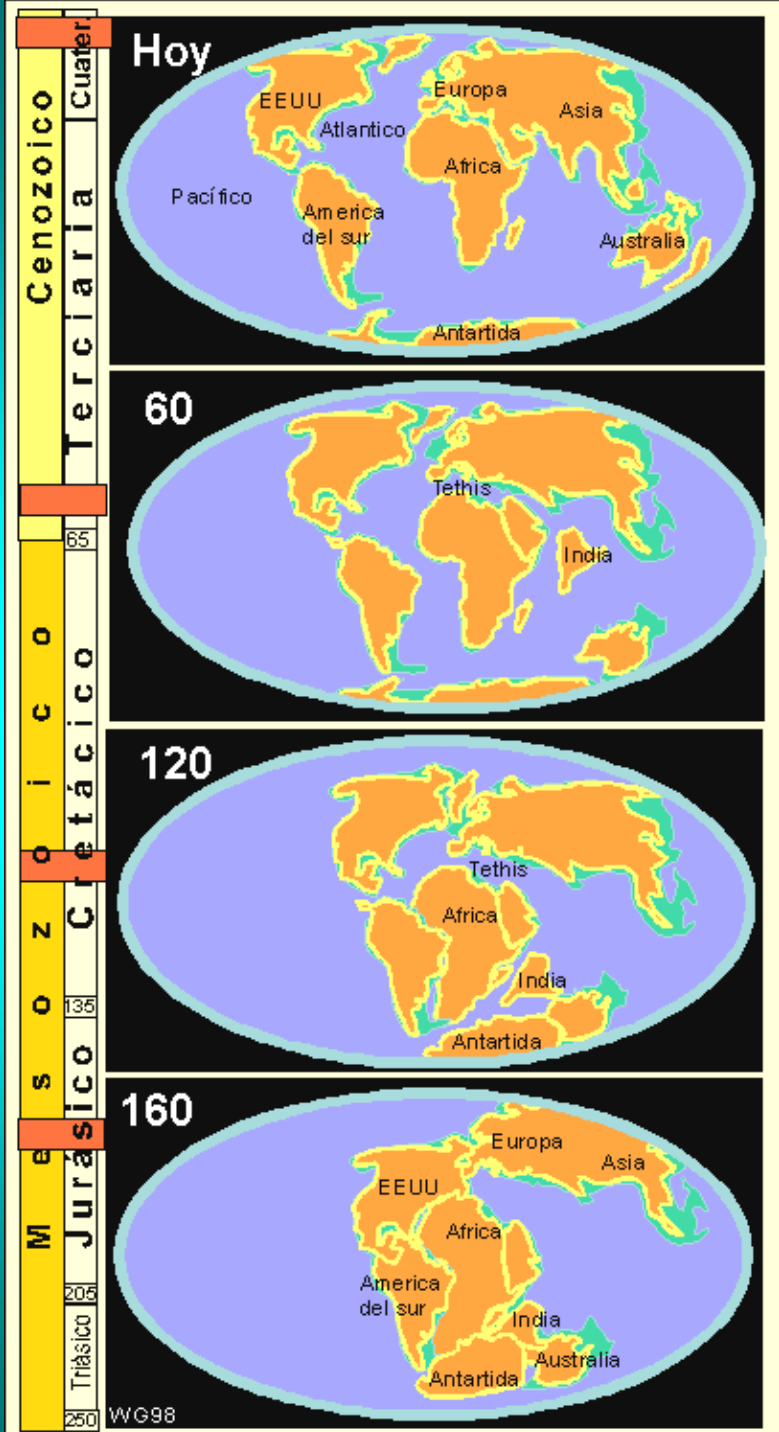 Cenozoico
Cuater.
Terciaria
65
Mesozoico
Cretácico
135
Jurásico
205
Triásico
250
Hoy
EEUU
Europa
Asia
Atlantico
Africa
Pacífico
America
del sur
Australia
Antartida
60
Tethis
India
120
Tethis
Africa
India
Antartida
160
Europa
Asia
EEUU
Africa
America
del sur
India
Australia
Antartida
WG98